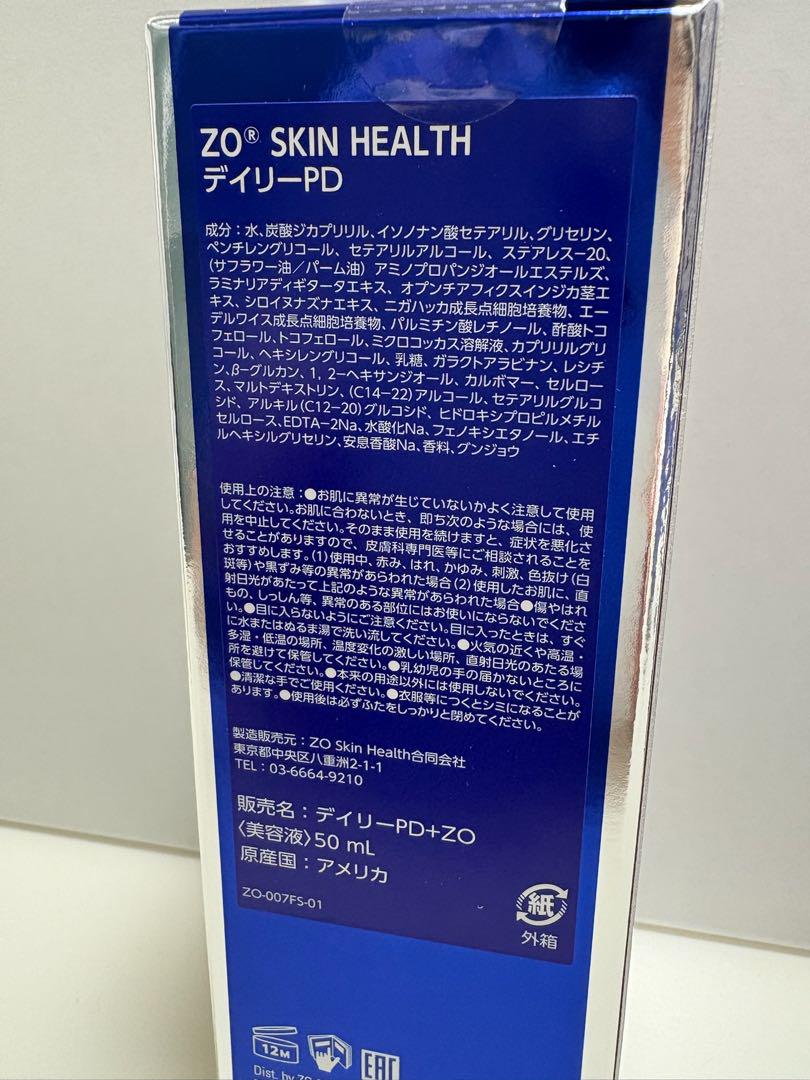 ZO® SKIN HEALTH
デイリーPD
成分：水、炭酸ジカプリリル、イソノナン酸セテアリル、グリセリン、
ペンチレングリコール、セテアリルアルコール、ステアレス-20、
（サフラワー油／パーム油）アミノプロパンジオールエステルズ、
ラミナリアディギタータエキス、オプンチアフィクスインジカ茎エ
キス、シロイヌナズナエキス、ニガハッカ成長点細胞培養物、エー
デルワイス成長点細胞培養物、パルミチン酸レチノール、酢酸トコ
フェロール、トコフェロール、ミクロコッカス溶解液、カプリリルグリ
コール、ヘキシレングリコール、乳糖、ガラクトアラビナン、レシチ
ン、β-グルカン、1，2-ヘキサンジオール、カルボマー、セルロー
ス、マルトデキストリン、(C14-22)アルコール、セテアリルグルコ
シド、アルキル(C12-20)グルコシド、ヒドロキシプロピルメチル
セルロース、EDTA-2Na、水酸化Na、フェノキシエタノール、エチ
ルヘキシルグリセリン、安息香酸Na、香料、グンジョウ
使用上の注意：●お肌に異常が生じていないかよく注意して使用
してください。お肌に合わないとき、即ち次のような場合には、使
用を中止してください。そのまま使用を続けますと、症状を悪化さ
せることがありますので、皮膚科専門医等にご相談されることを
おすすめします。(1)使用中、赤み、はれ、かゆみ、刺激、色抜け(白
斑等)や黒ずみ等の異常があらわれた場合(2)使用したお肌に、直
射日光があたって上記のような異常があらわれた場合●傷やはれ
もの、しっしん等、異常のある部位にはお使いにならないでくださ
い。●目に入らないようにご注意ください。目に入ったときは、すぐ
に水またはぬるま湯で洗い流してください。●火気の近くや高温・
多湿・低温の場所、温度変化の激しい場所、直射日光のあたる場
所を避けて保管してください。●乳幼児の手の届かないところに
保管してください。●本来の用途以外には使用しないでください。
●清潔な手でご使用ください。●衣服等につくとシミになることが
あります。●使用後は必ずふたをしっかりと閉めてください。
製造販売元：ZO Skin Health合同会社
東京都中央区八重洲2-1-1
TEL：03-6664-9210
販売名：デイリーPD+ZO
〈美容液〉50 mL
原産国：アメリカ
ZO-007FS-01
紙
外箱
12M
EAC
Dist. by ZO